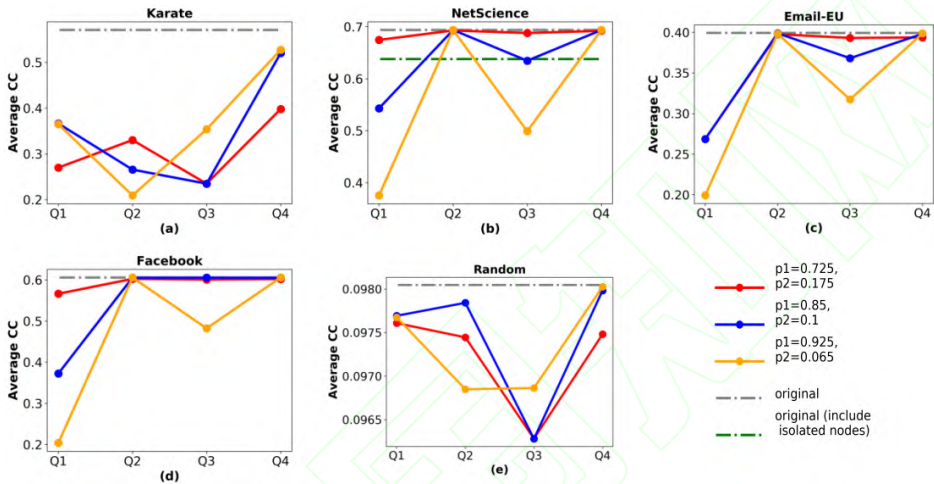 Karate
Average CC
0.5
0.4
0.3
0.2
Q1 Q2 Q3 Q4
(a)
NetScience
Average CC
0.7
0.6
0.5
0.4
Q1 Q2 Q3 Q4
(b)
Email-EU
Average CC
0.40
0.35
0.30
0.25
0.20
Q1 Q2 Q3 Q4
(c)
Facebook
Average CC
0.6
0.5
0.4
0.3
0.2
Q1 Q2 Q3 Q4
(d)
Random
Average CC
0.0980
0.0975
0.0970
0.0965
Q1 Q2 Q3 Q4
(e)
p1=0.725,
p2=0.175
p1=0.85,
p2=0.1
p1=0.925,
p2=0.065
original
original (include
isolated nodes)